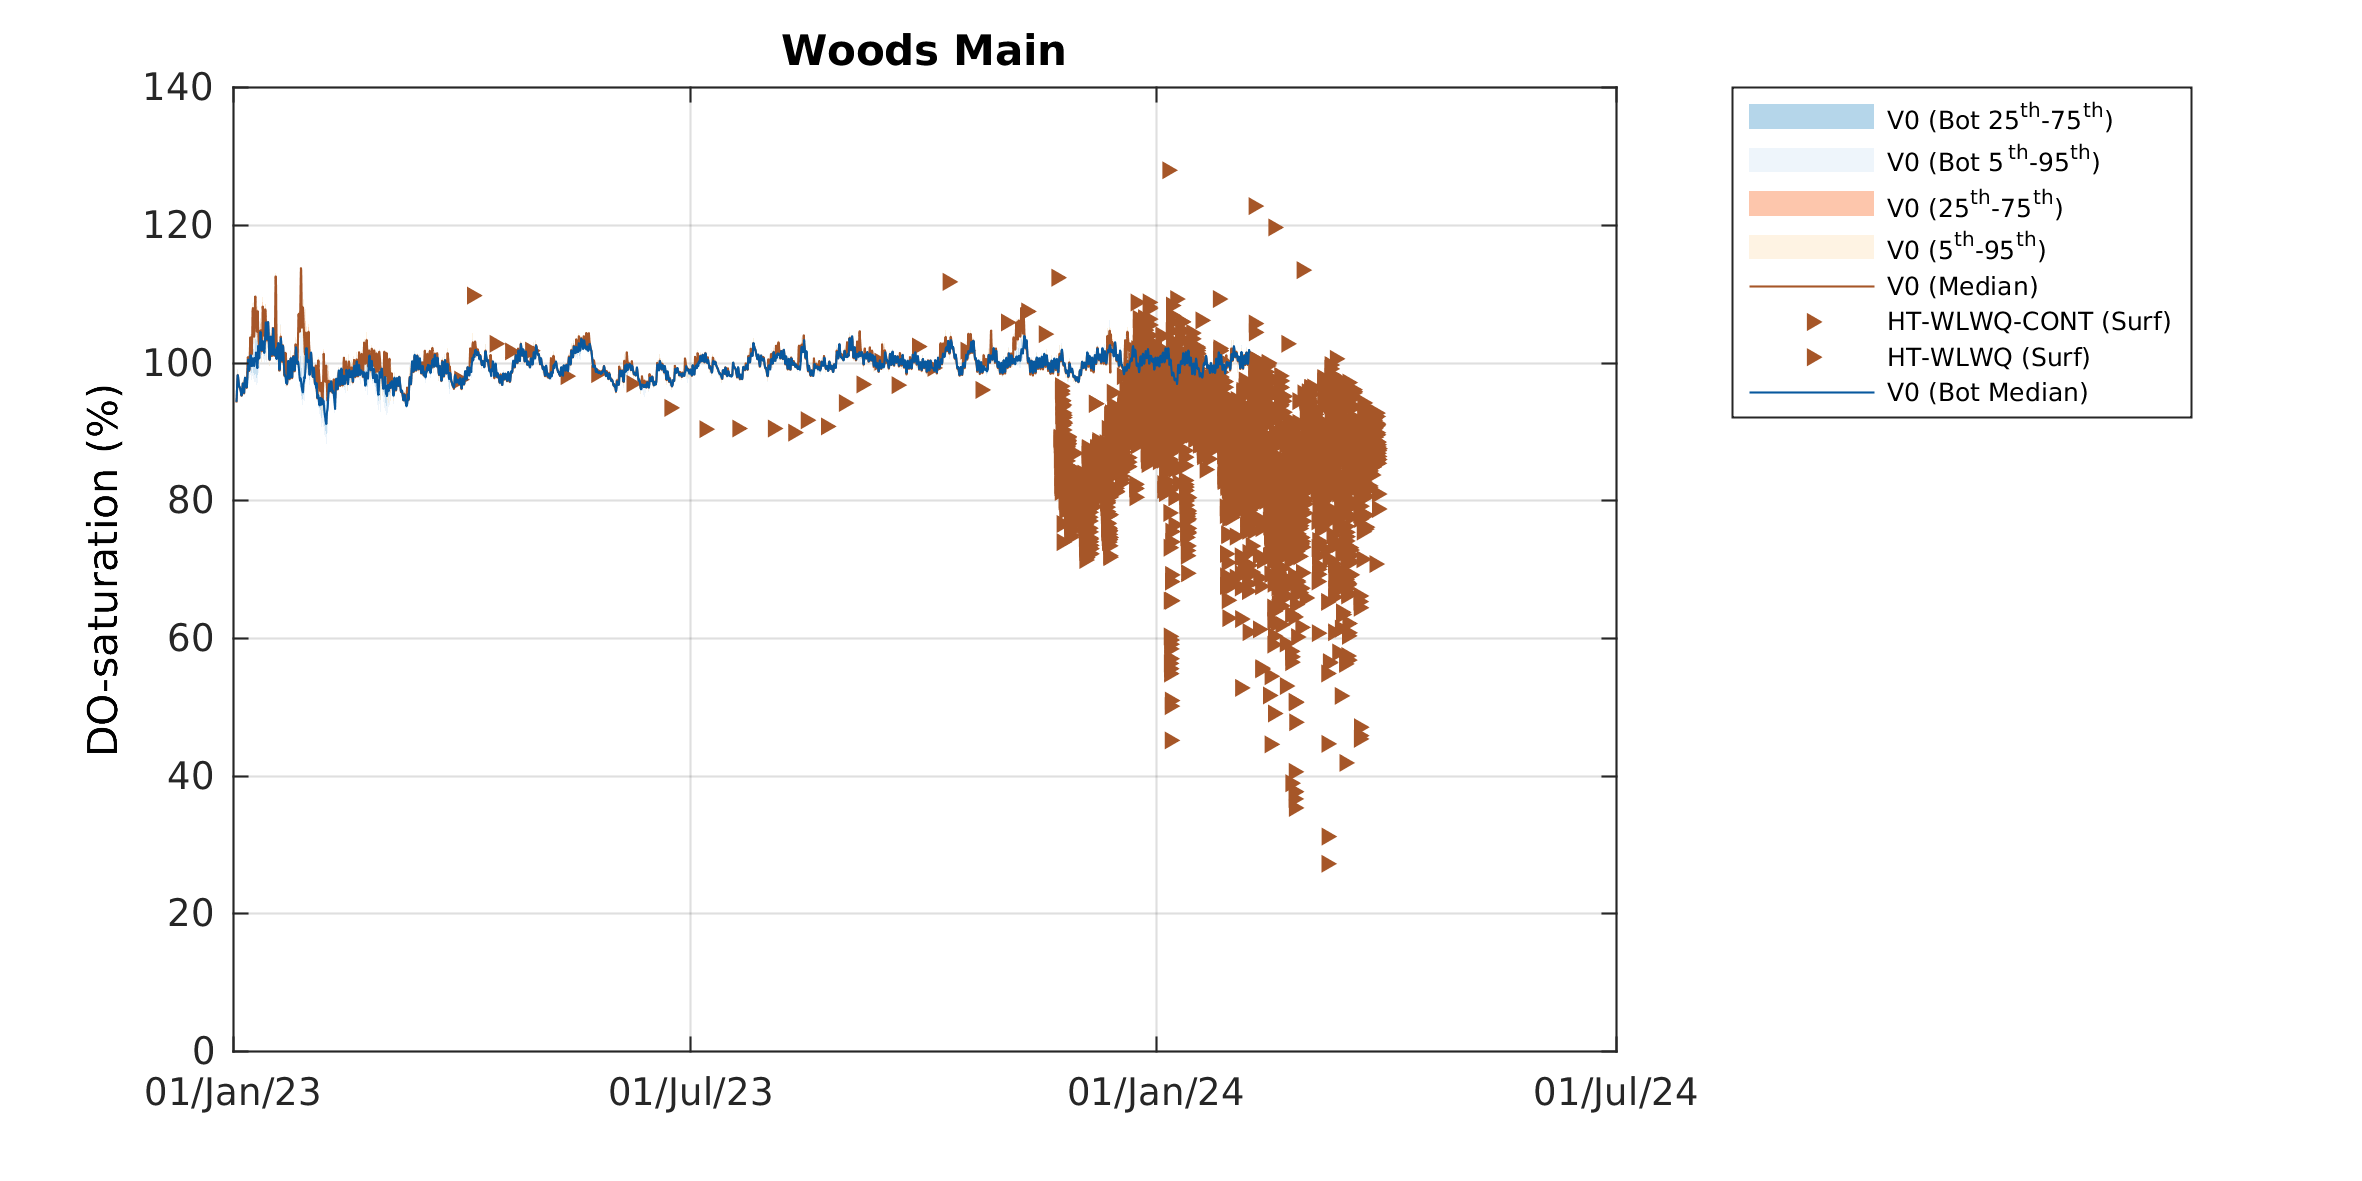 Woods Main
140
120
100
80
60
40
20
0
DO-saturation (%)
01/Jan/23
01/Jul/23
01/Jan/24
01/Jul/24
V0 (Bot 25th-75th)
V0 (Bot 5th-95th)
V0 (25th-75th)
V0 (5th-95th)
V0 (Median)
HT-WLWQ-CONT (Surf)
HT-WLWQ (Surf)
V0 (Bot Median)